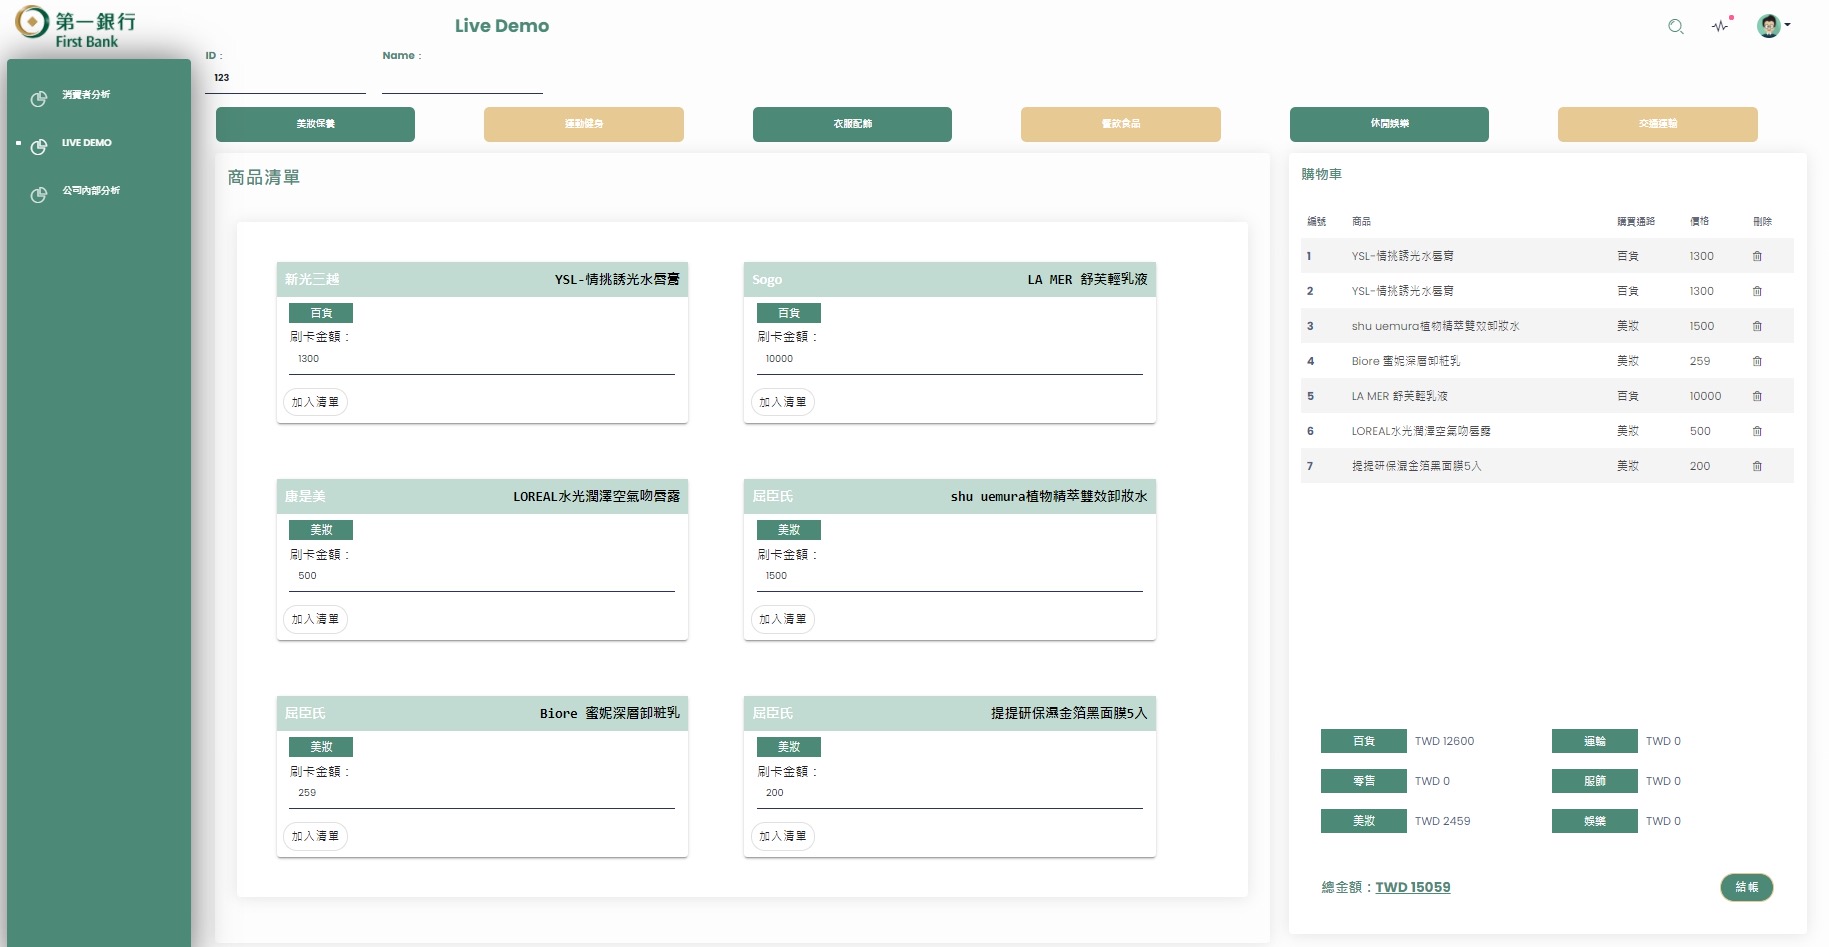 第一銀行
First Bank
Live Demo
ID :
Name :
123
消費者分析
LIVE DEMO
公司內部分析
美妝保養
運動健身
衣服配飾
餐飲食品
休閒娛樂
交通運輸
商品清單
新光三越
YSL-情挑誘光水唇膏
百貨
刷卡金額：
1300
加入清單
Sogo
LA MER 舒芙輕乳液
百貨
刷卡金額：
10000
加入清單
康是美
LOREAL水光潤澤空氣吻唇露
美妝
刷卡金額：
500
加入清單
屈臣氏
shu uemura植物精萃雙效卸妝水
美妝
刷卡金額：
1500
加入清單
屈臣氏
Biore 蜜妮深層卸粧乳
美妝
刷卡金額：
259
加入清單
屈臣氏
提提研保濕金箔黑面膜5入
美妝
刷卡金額：
200
加入清單
購物車
編號 商品 購買通路 價格 刪除
1 YSL-情挑誘光水唇膏 百貨 1300
2 YSL-情挑誘光水唇膏 百貨 1300
3 shu uemura植物精萃雙效卸妝水 美妝 1500
4 Biore 蜜妮深層卸粧乳 美妝 259
5 LA MER 舒芙輕乳液 百貨 10000
6 LOREAL水光潤澤空氣吻唇露 美妝 500
7 提提研保濕金箔黑面膜5入 美妝 200
百貨 TWD 12600 運輸 TWD 0
零售 TWD 0 服飾 TWD 0
美妝 TWD 2459 娛樂 TWD 0
總金額：TWD 15059
結帳